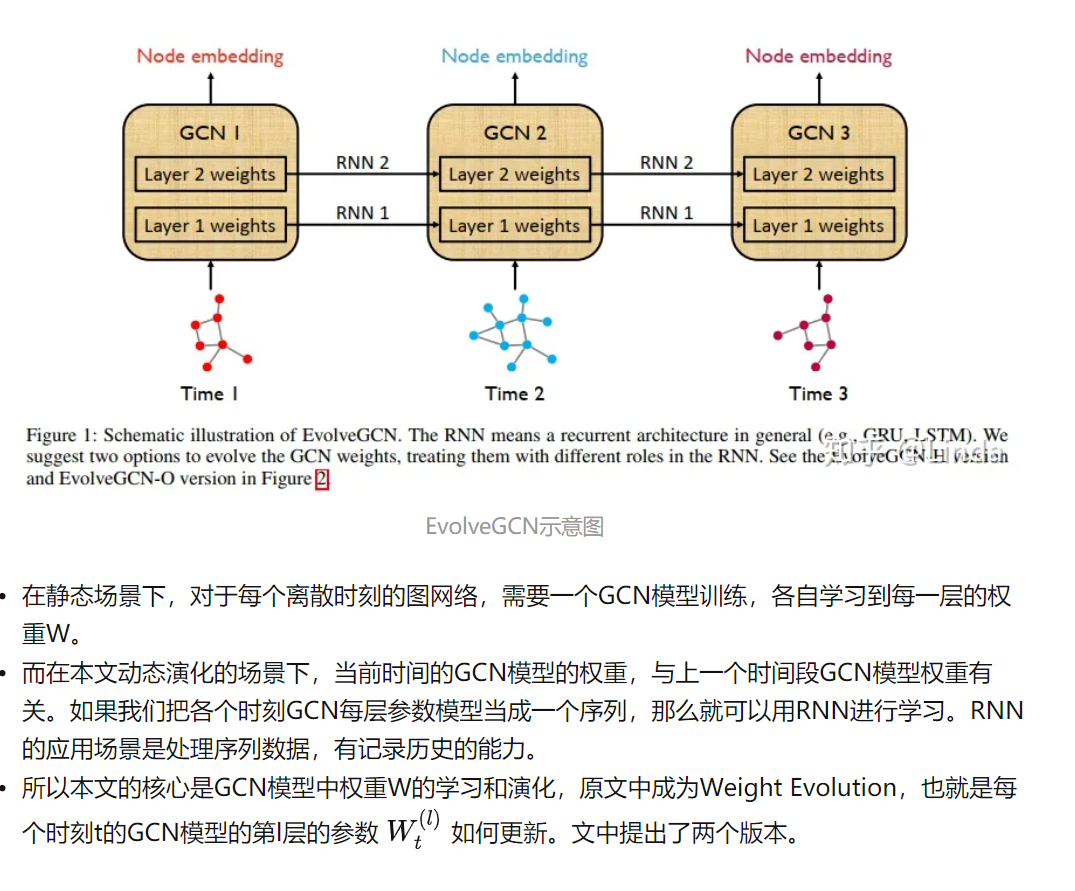 Node embedding Node embedding Node embedding
GCN 1 GCN 2 GCN 3
RNN 2 RNN 2
Layer 2 weights Layer 2 weights Layer 2 weights
RNN 1 RNN 1
Layer 1 weights Layer 1 weights Layer 1 weights
Time 1 Time 2 Time 3
Figure 1: Schematic illustration of EvolveGCN. The RNN means a recurrent architecture in general (e.g., GRU, LSTM). We
suggest two options to evolve the GCN weights, treating them with different roles in the RNN. See the EvolveGCN-H version
and EvolveGCN-O version in Figure 2.
知乎 @Linda
EvolveGCN示意图
• 在静态场景下，对于每个离散时刻的图网络，需要一个GCN模型训练，各自学习到每一层的权
重W。
• 而在本文动态演化的场景下，当前时间的GCN模型的权重，与上一个时间段GCN模型权重有
关。如果我们把各个时刻GCN每层参数模型当成一个序列，那么就可以用RNN进行学习。RNN
的应用场景是处理序列数据，有记录历史的能力。
• 所以本文的核心是GCN模型中权重W的学习和演化，原文中成为Weight Evolution，也就是每
个时刻t的GCN模型的第l层的参数 W_t^{(l)} 如何更新。文中提出了两个版本。